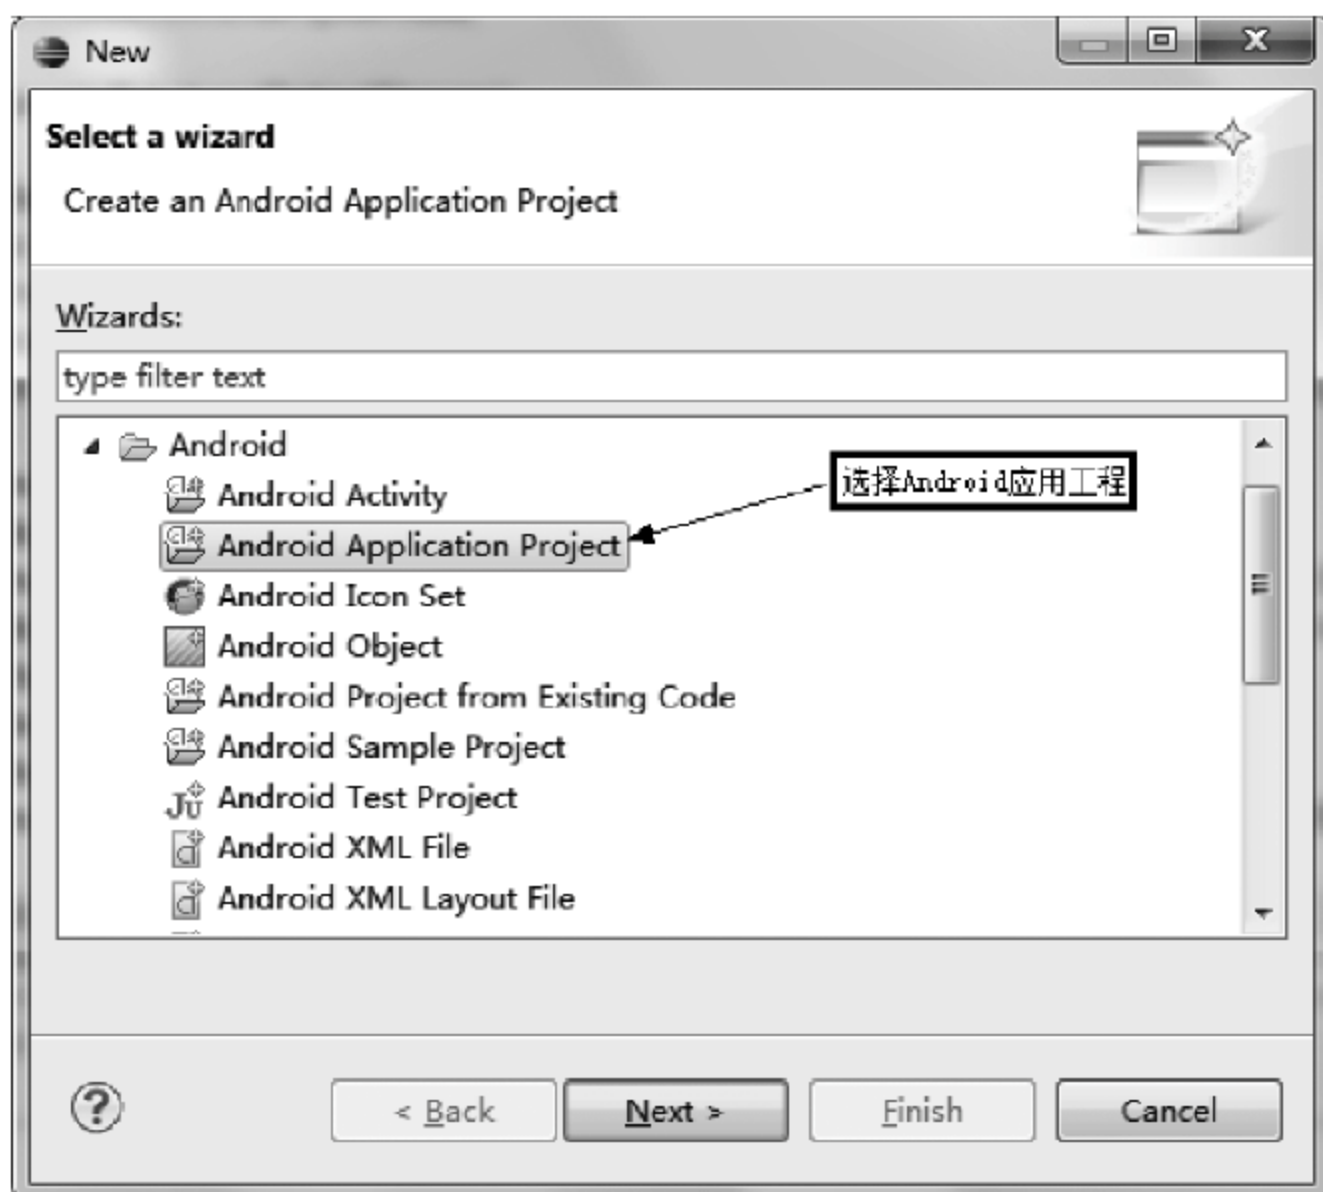 New
Select a wizard
Create an Android Application Project
Wizards:
type filter text
Android
Android Activity
选择Android应用工程
Android Application Project
Android Icon Set
Android Object
Android Project from Existing Code
Android Sample Project
Android Test Project
Android XML File
Android XML Layout File
< Back Next > Finish Cancel